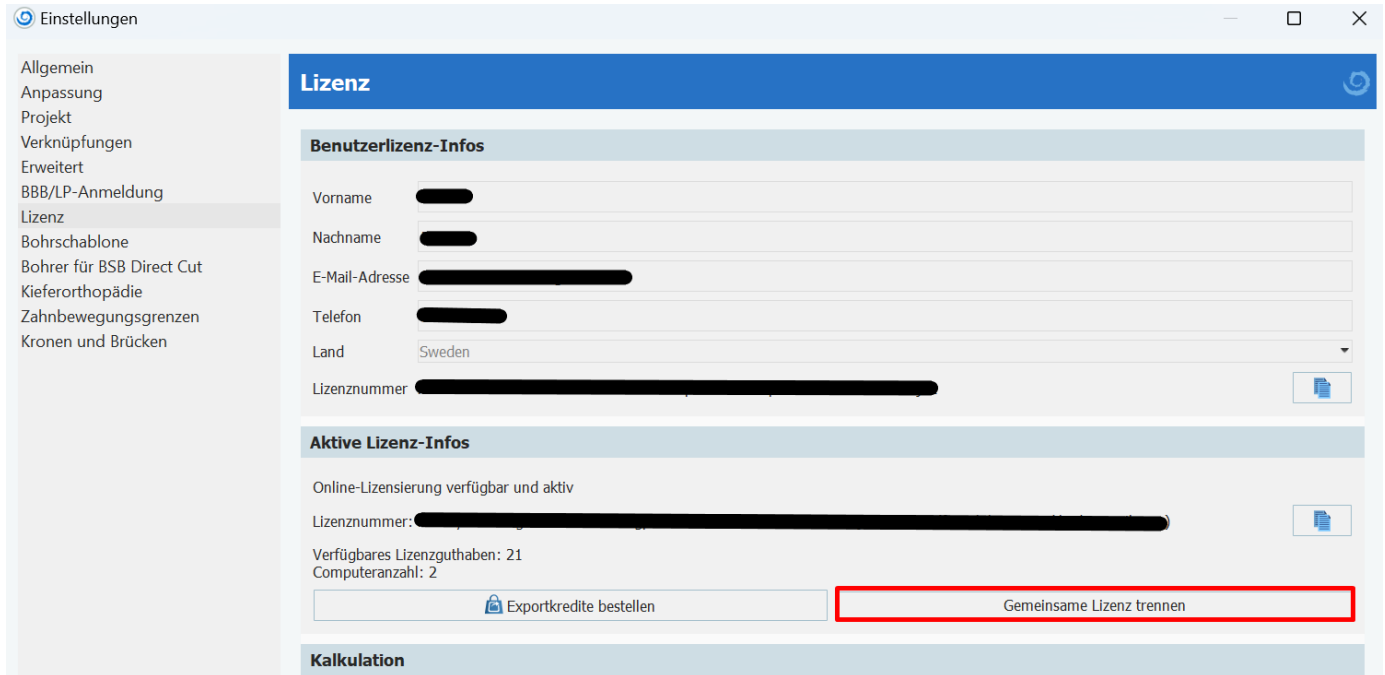 Einstellungen
Allgemein
Anpassung
Projekt
Verknüpfungen
Erweitert
BBB/LP-Anmeldung
Lizenz
Bohrschablone
Bohrer für BSB Direct Cut
Kieferorthopädie
Zahnbewegungsgrenzen
Kronen und Brücken
Lizenz
Benutzerlizenz-Infos
Vorname
Nachname
E-Mail-Adresse
Telefon
Land Sweden
Lizenznummer
Aktive Lizenz-Infos
Online-Lizensierung verfügbar und aktiv
Lizenznummer: )
Verfügbares Lizenzguthaben: 21
Computeranzahl: 2
Exportkredite bestellen Gemeinsame Lizenz trennen
Kalkulation